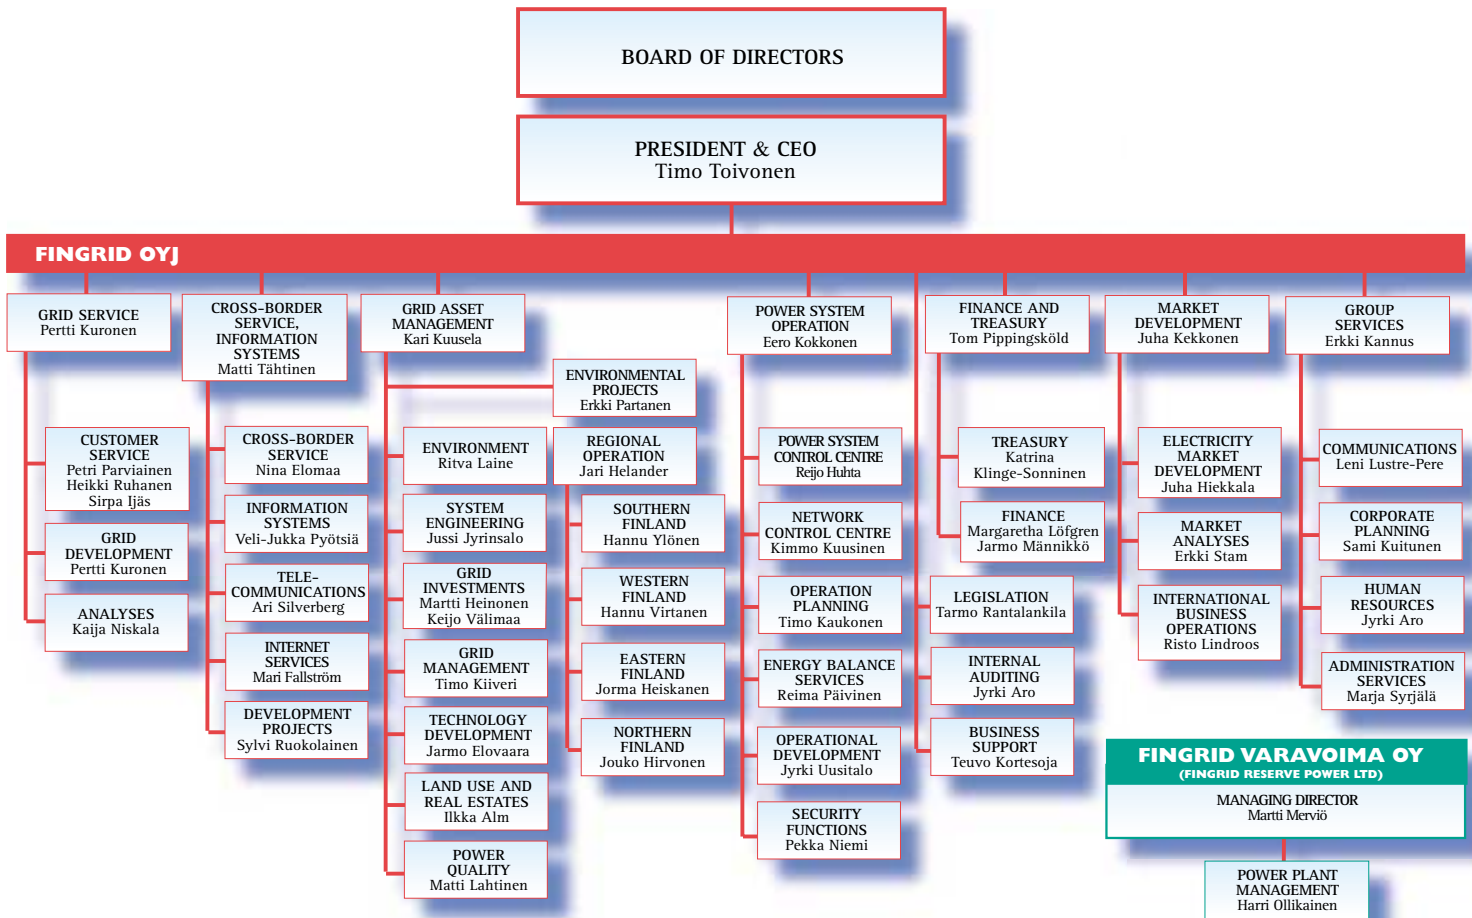 BOARD OF DIRECTORS
PRESIDENT & CEO
Timo Toivonen
FINGRID OYJ
GRID SERVICE
Pertti Kuronen
CUSTOMER
SERVICE
Petri Parviainen
Heikki Ruhanen
Sirpa Ijäs
GRID
DEVELOPMENT
Pertti Kuronen
ANALYSES
Kaija Niskala
CROSS-BORDER
SERVICE,
INFORMATION
SYSTEMS
Matti Tähtinen
CROSS-BORDER
SERVICE
Nina Elomaa
INFORMATION
SYSTEMS
Veli-Jukka Pyötsiä
TELE-
COMMUNICATIONS
Ari Silverberg
INTERNET
SERVICES
Mari Fallström
DEVELOPMENT
PROJECTS
Sylvi Ruokolainen
GRID ASSET
MANAGEMENT
Kari Kuusela
ENVIRONMENTAL
PROJECTS
Erkki Partanen
ENVIRONMENT
Ritva Laine
SYSTEM
ENGINEERING
Jussi Jyrinsalo
GRID
INVESTMENTS
Martti Heinonen
Keijo Välimaa
GRID
MANAGEMENT
Timo Kiiveri
TECHNOLOGY
DEVELOPMENT
Jarmo Elovaara
LAND USE AND
REAL ESTATES
Ilkka Alm
POWER
QUALITY
Matti Lahtinen
REGIONAL
OPERATION
Jari Helander
SOUTHERN
FINLAND
Hannu Ylönen
WESTERN
FINLAND
Hannu Virtanen
EASTERN
FINLAND
Jorma Heiskanen
NORTHERN
FINLAND
Jouko Hirvonen
POWER SYSTEM
OPERATION
Eero Kokkonen
POWER SYSTEM
CONTROL CENTRE
Reijo Huhta
NETWORK
CONTROL CENTRE
Kimmo Kuusinen
OPERATION
PLANNING
Timo Kaukonen
ENERGY BALANCE
SERVICES
Reima Päivinen
OPERATIONAL
DEVELOPMENT
Jyrki Uusitalo
SECURITY
FUNCTIONS
Pekka Niemi
FINANCE AND
TREASURY
Tom Pippingsköld
TREASURY
Katrina
Klinge-Sonninen
FINANCE
Margaretha Löfgren
Jarmo Männikkö
LEGISLATION
Tarmo Rantalankila
INTERNAL
AUDITING
Jyrki Aro
BUSINESS
SUPPORT
Teuvo Kortesoja
MARKET
DEVELOPMENT
Juha Kekkonen
ELECTRICITY
MARKET
DEVELOPMENT
Juha Hiekkala
MARKET
ANALYSES
Erkki Stam
INTERNATIONAL
BUSINESS
OPERATIONS
Risto Lindroos
GROUP
SERVICES
Erkki Kannus
COMMUNICATIONS
Leni Lustre-Pere
CORPORATE
PLANNING
Sami Kuitunen
HUMAN
RESOURCES
Jyrki Aro
ADMINISTRATION
SERVICES
Marja Syrjälä
FINGRID VARAVOIMA OY
(FINGRID RESERVE POWER LTD)
MANAGING DIRECTOR
Martti Merviö
POWER PLANT
MANAGEMENT
Harri Ollikainen